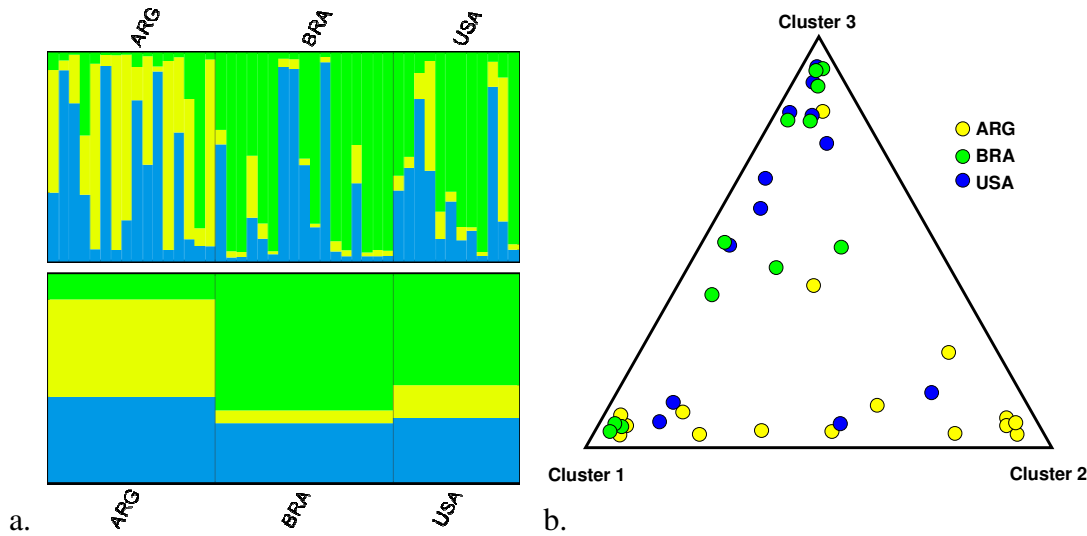 ARG BRA USA
ARG BRA USA
a.
Cluster 3
ARG
BRA
USA
Cluster 1 Cluster 2
b.